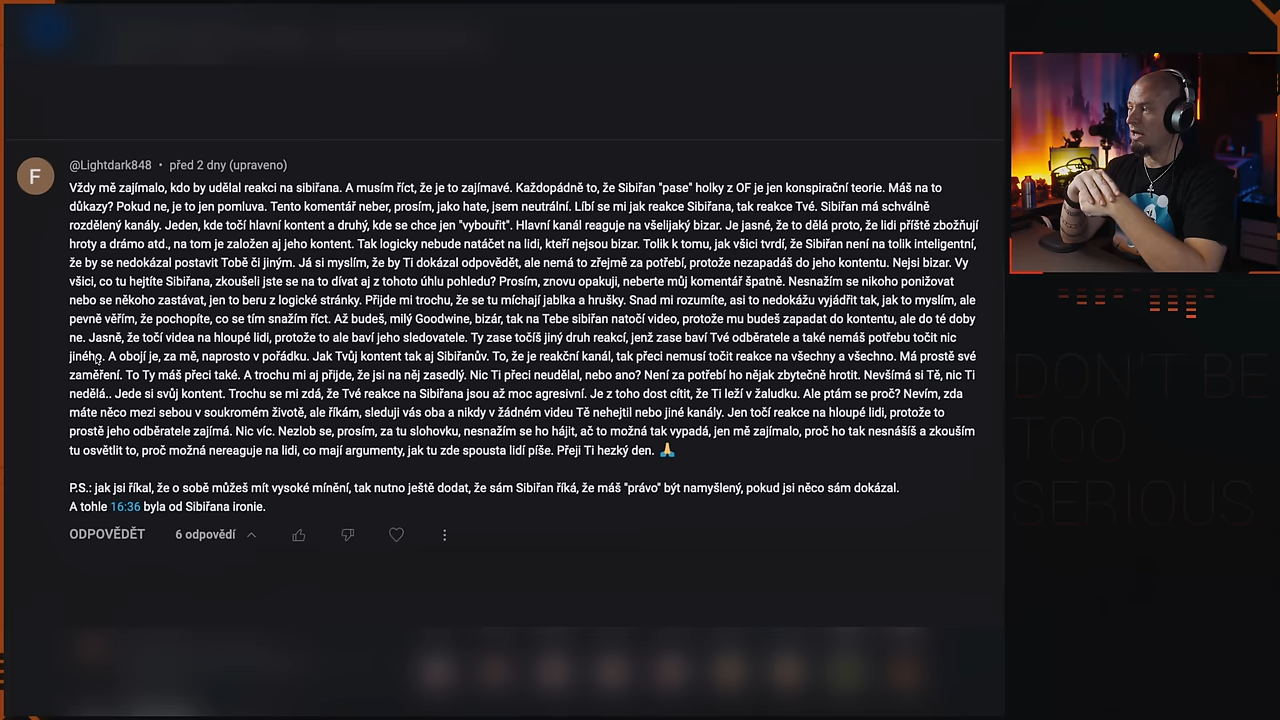 @Lightdark848 • před 2 dny (upraveno)
F
Vždy mě zajímalo, kdo by udělal reakci na sibiřana. A musím říct, že je to zajímavé. Každopádně to, že Sibiřan "pase" holky z OF je jen konspirační teorie. Máš na to
důkazy? Pokud ne, je to jen pomluva. Tento komentář neber, prosím, jako hate, jsem neutrální. Líbí se mi jak reakce Sibiřana, tak reakce Tvé. Sibiřan má schválně
rozdělený kanály. Jeden, kde točí hlavní kontent a druhý, kde se chce jen "vybouřit". Hlavní kanál reaguje na všelijaký bizar. Je jasné, že to dělá proto, že lidi příště zbožňují
hroty a drámo atd., na tom je založen aj jeho kontent. Tak logicky nebude natáčet na lidi, kteří nejsou bizar. Tolik k tomu, jak všici tvrdí, že Sibiřan není na tolik inteligentní,
že by se nedokázal postavit Tobě či jiným. Já si myslím, že by Ti dokázal odpovědět, ale nemá to zřejmě za potřebí, protože nezapadáš do jeho kontentu. Nejsi bizar. Vy
všici, co tu hejtíte Sibiřana, zkoušeli jste se na to dívat aj z tohoto úhlu pohledu? Prosím, znovu opakuji, neberte můj komentář špatně. Nesnažím se nikoho ponižovat
nebo se někoho zastávat, jen to beru z logické stránky. Přijde mi trochu, že se tu míchají jablka a hrušky. Snad mi rozumíte, asi to nedokážu vyjádřit tak, jak to myslím, ale
pevně věřím, že pochopíte, co se tím snažím říct. Až budeš, milý Goodwine, bizár, tak na Tebe sibiřan natočí video, protože mu budeš zapadat do kontentu, ale do té doby
ne. Jasně, že točí videa na hloupé lidi, protože to ale baví jeho sledovatele. Ty zase točíš jiný druh reakcí, jenž zase baví Tvé odběratele a také nemáš potřebu točit nic
jiného. A obojí je, za mě, naprosto v pořádku. Jak Tvůj kontent tak aj Sibiřanův. To, že je reakční kanál, tak přeci nemusí točit reakce na všechny a všechno. Má prostě své
zaměření. To Ty máš přeci také. A trochu mi aj přijde, že jsi na něj zasedlý. Nic Ti přeci neudělal, nebo ano? Není za potřebí ho nějak zbytečně hrotit. Nevšímá si Tě, nic Ti
nedělá.. Jede si svůj kontent. Trochu se mi zdá, že Tvé reakce na Sibiřana jsou až moc agresivní. Je z toho dost cítit, že Ti leží v žaludku. Ale ptám se proč? Nevím, zda
máte něco mezi sebou v soukromém životě, ale říkám, sleduji vás oba a nikdy v žádném videu Tě nehejtil nebo jiné kanály. Jen točí reakce na hloupé lidi, protože to
prostě jeho odběratele zajímá. Nic víc. Nezlob se, prosím, za tu slohovku, nesnažím se ho hájit, ač to možná tak vypadá, jen mě zajímalo, proč ho tak nesnášíš a zkouším
tu osvětlit to, proč možná nereaguje na lidi, co mají argumenty, jak tu zde spousta lidí píše. Přeji Ti hezký den. 🙏
P.S.: jak jsi říkal, že o sobě můžeš mít vysoké mínění, tak nutno ještě dodat, že sám Sibiřan říká, že máš "právo" být namyšlený, pokud jsi něco sám dokázal.
A tohle 16:36 byla od Sibiřana ironie.
ODPOVĚDĚT 6 odpovědí
DON'T BE
TOO
SERIOUS